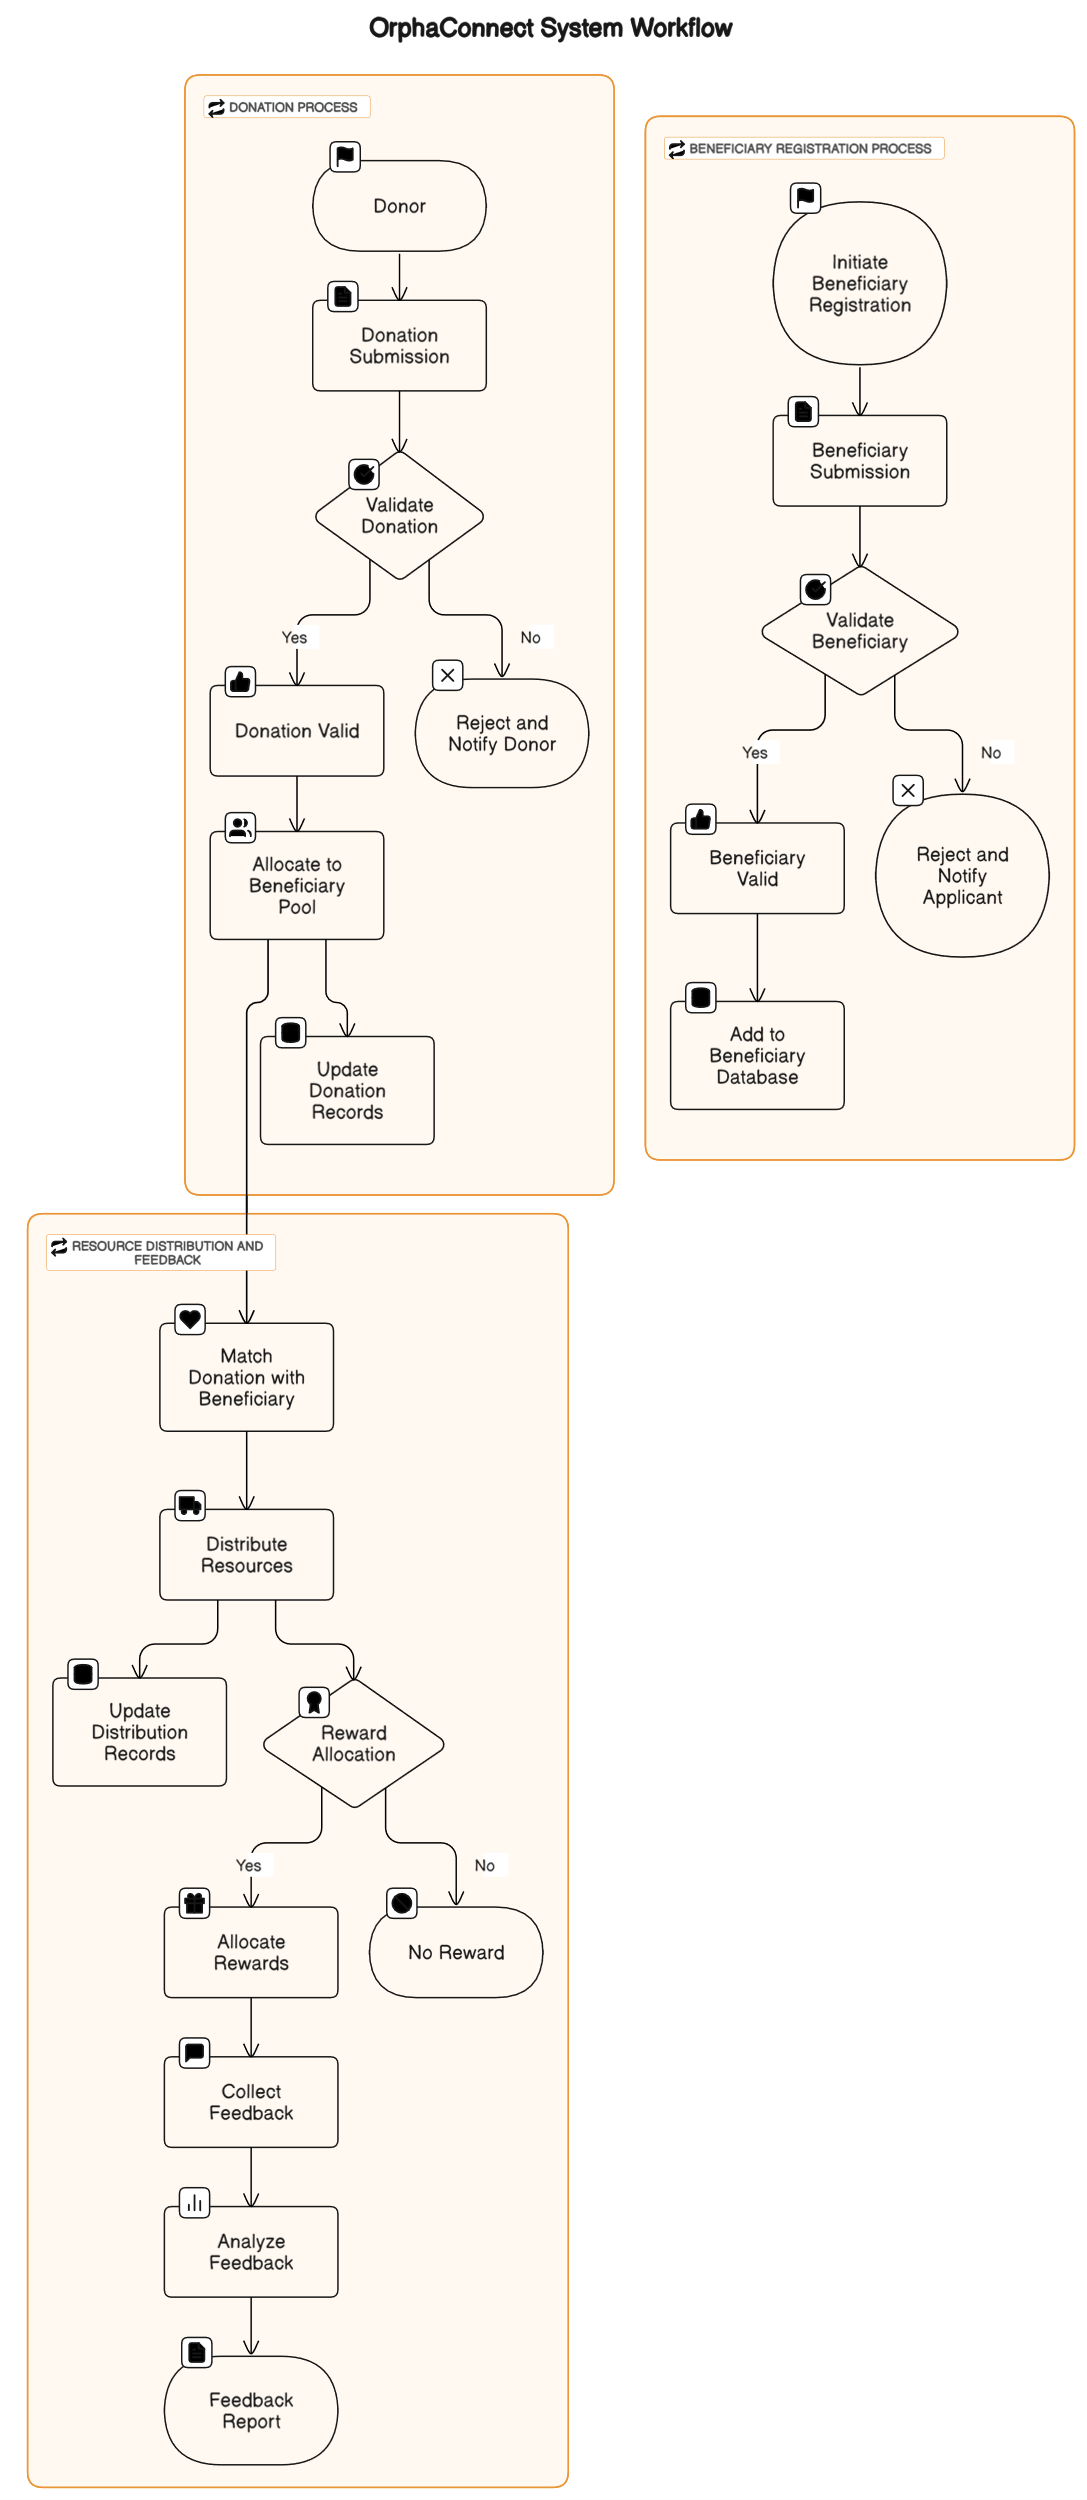 OrphaConnect System Workflow
DONATION PROCESS
Donor
Donation
Submission
Validate
Donation
Yes
No
Donation Valid
Reject and
Notify Donor
Allocate to
Beneficiary
Pool
Update
Donation
Records
BENEFICIARY REGISTRATION PROCESS
Initiate
Beneficiary
Registration
Beneficiary
Submission
Validate
Beneficiary
Yes
No
Beneficiary
Valid
Reject and
Notify
Applicant
Add to
Beneficiary
Database
RESOURCE DISTRIBUTION AND
FEEDBACK
Match
Donation with
Beneficiary
Distribute
Resources
Update
Distribution
Records
Reward
Allocation
Yes
No
Allocate
Rewards
No Reward
Collect
Feedback
Analyze
Feedback
Feedback
Report